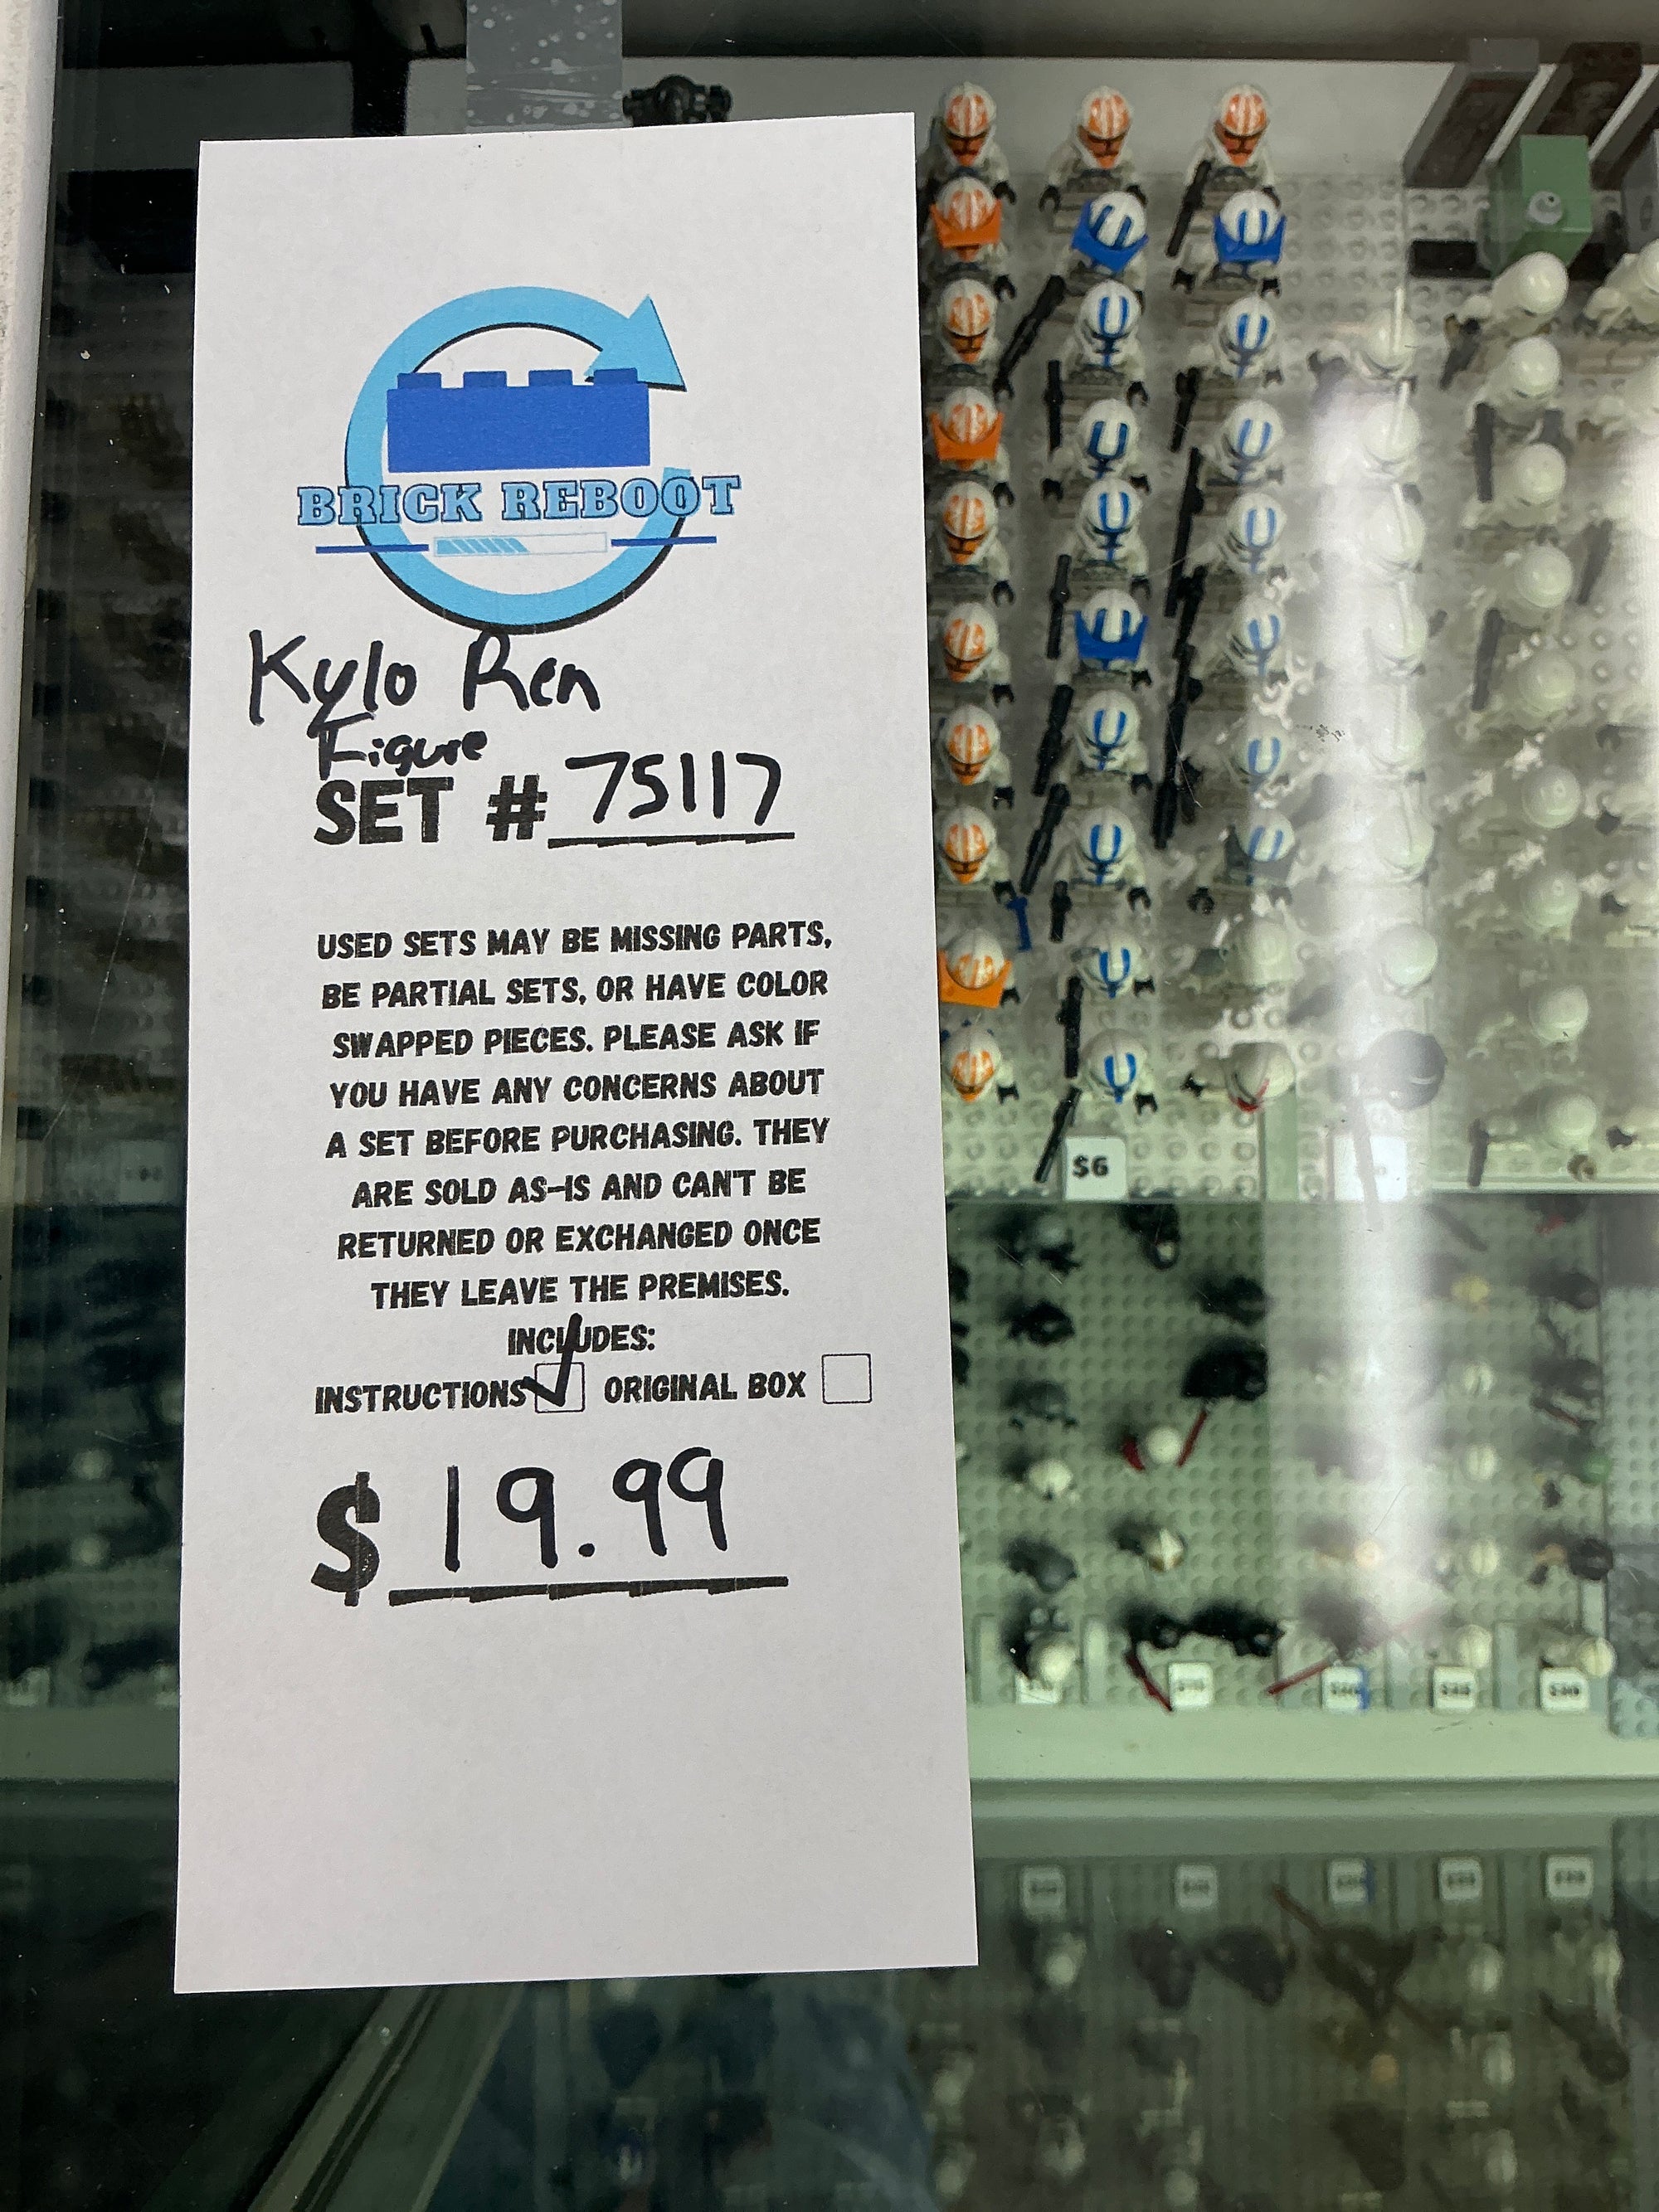 BRICK REBOOT
Kylo Ren
Figure
SET # 75117
USED SETS MAY BE MISSING PARTS,
BE PARTIAL SETS, OR HAVE COLOR
SWAPPED PIECES. PLEASE ASK IF
YOU HAVE ANY CONCERNS ABOUT
A SET BEFORE PURCHASING. THEY
ARE SOLD AS-IS AND CAN'T BE
RETURNED OR EXCHANGED ONCE
THEY LEAVE THE PREMISES.
INCLUDES:
INSTRUCTIONS ORIGINAL BOX
$ 19.99
$6